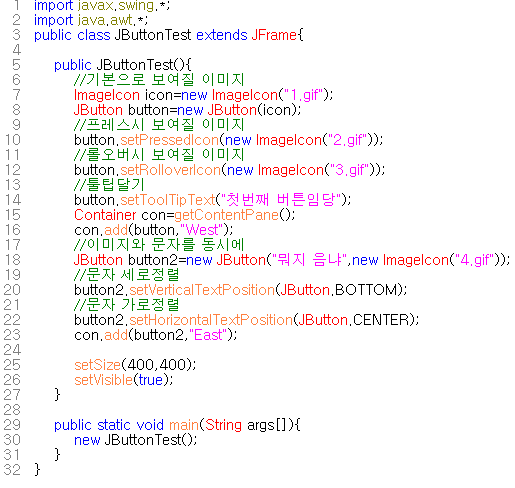 1 import javax.swing.*;
2 import java.awt.*;
3 public class JButtonTest extends JFrame{
4
5 public JButtonTest(){
6 //기본으로 보여질 이미지
7 ImageIcon icon=new ImageIcon("1.gif");
8 JButton button=new JButton(icon);
9 //프레스시 보여질 이미지
10 button.setPressedIcon(new ImageIcon("2.gif"));
11 //롤오버시 보여질 이미지
12 button.setRolloverIcon(new ImageIcon("3.gif"));
13 //툴팁달기
14 button.setToolTipText("첫번째 버튼임당");
15 Container con=getContentPane();
16 con.add(button,"West");
17 //이미지와 문자를 동시에
18 JButton button2=new JButton("뭐지 음냐",new ImageIcon("4.gif"));
19 //문자 세로정렬
20 button2.setVerticalTextPosition(JButton.BOTTOM);
21 //문자 가로정렬
22 button2.setHorizontalTextPosition(JButton.CENTER);
23 con.add(button2,"East");
24
25 setSize(400,400);
26 setVisible(true);
27 }
28
29 public static void main(String args[]){
30 new JButtonTest();
31 }
32 }